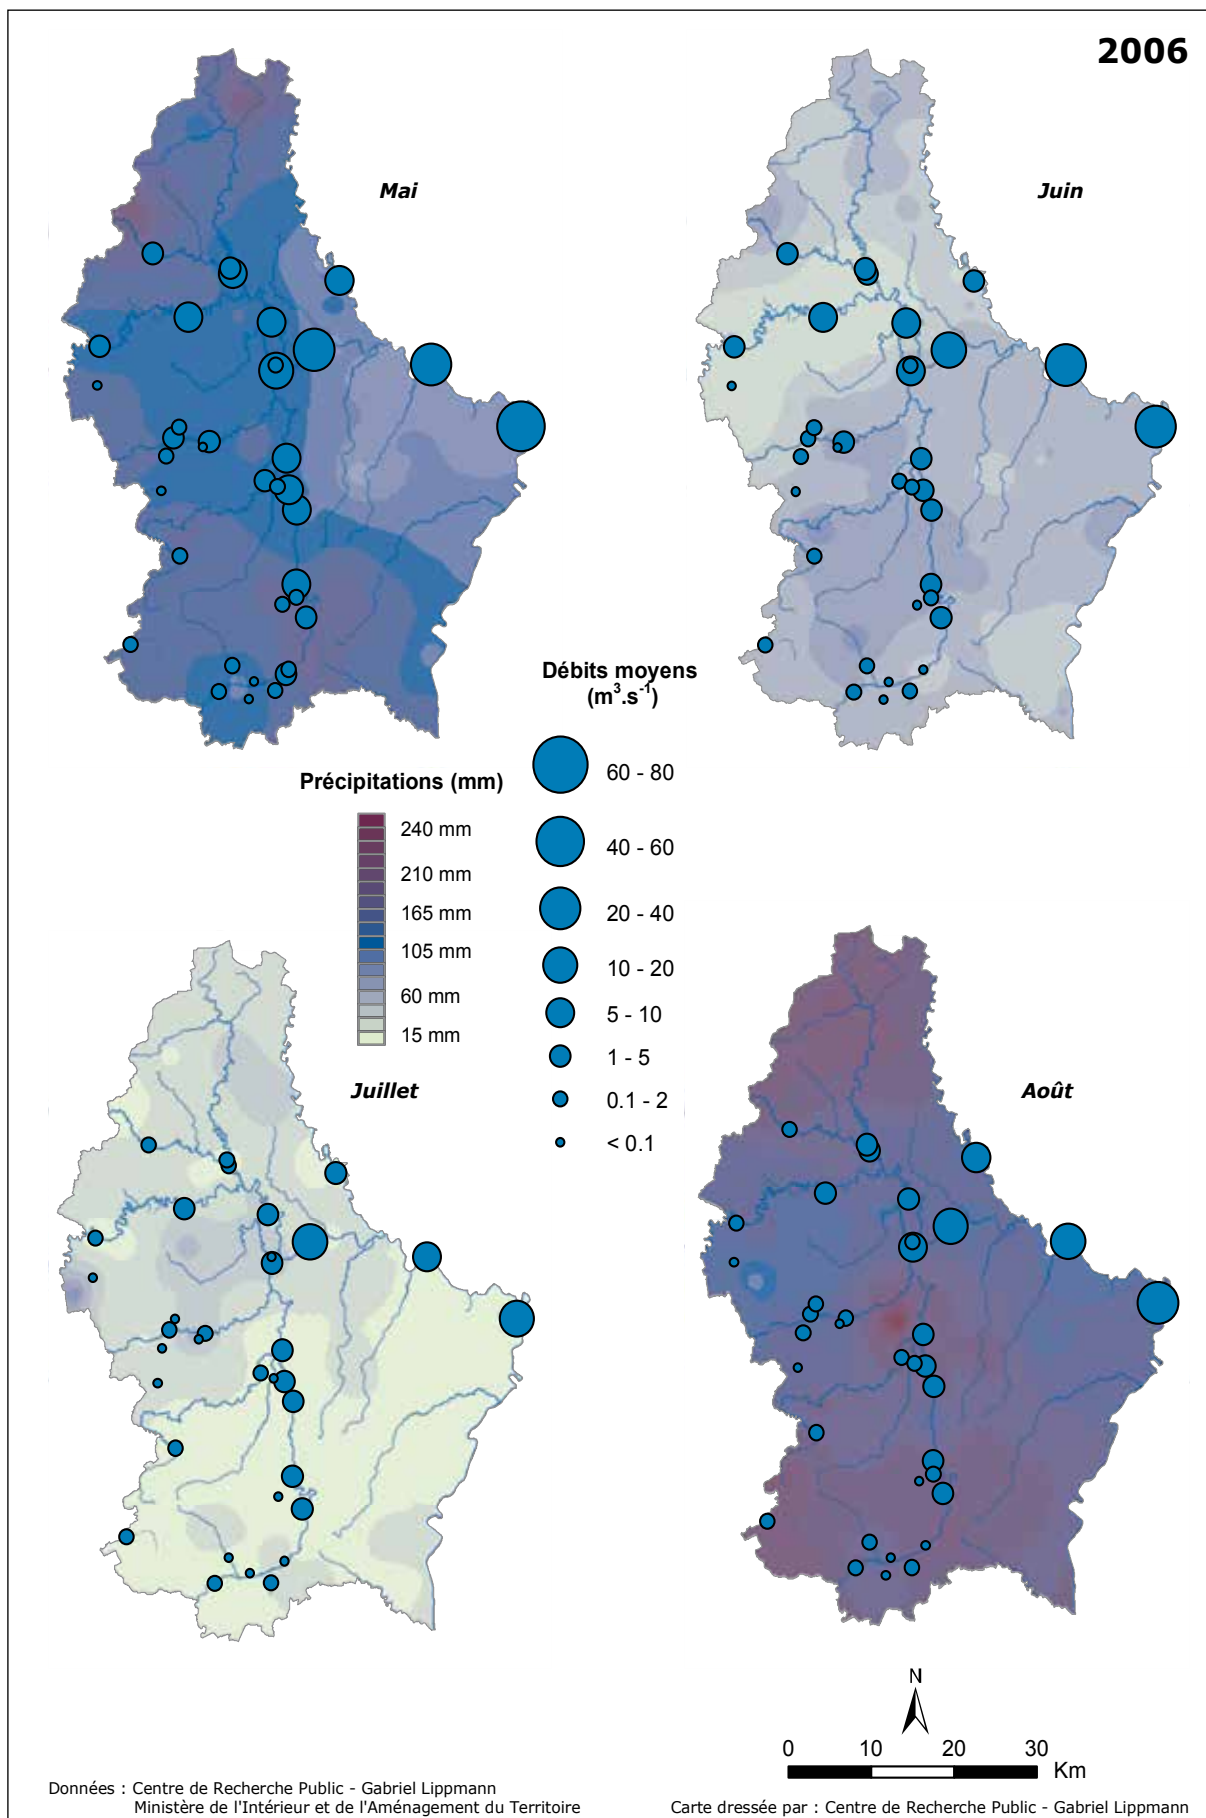 2006
Mai
Juin
Débits moyens
(m³.s⁻¹)
60 - 80
40 - 60
20 - 40
10 - 20
5 - 10
1 - 5
0.1 - 2
< 0.1
Précipitations (mm)
240 mm
210 mm
165 mm
105 mm
60 mm
15 mm
Juillet
Août
N
0 10 20 30
Km
Données : Centre de Recherche Public - Gabriel Lippmann
Ministère de l'Intérieur et de l'Aménagement du Territoire
Carte dressée par : Centre de Recherche Public - Gabriel Lippmann